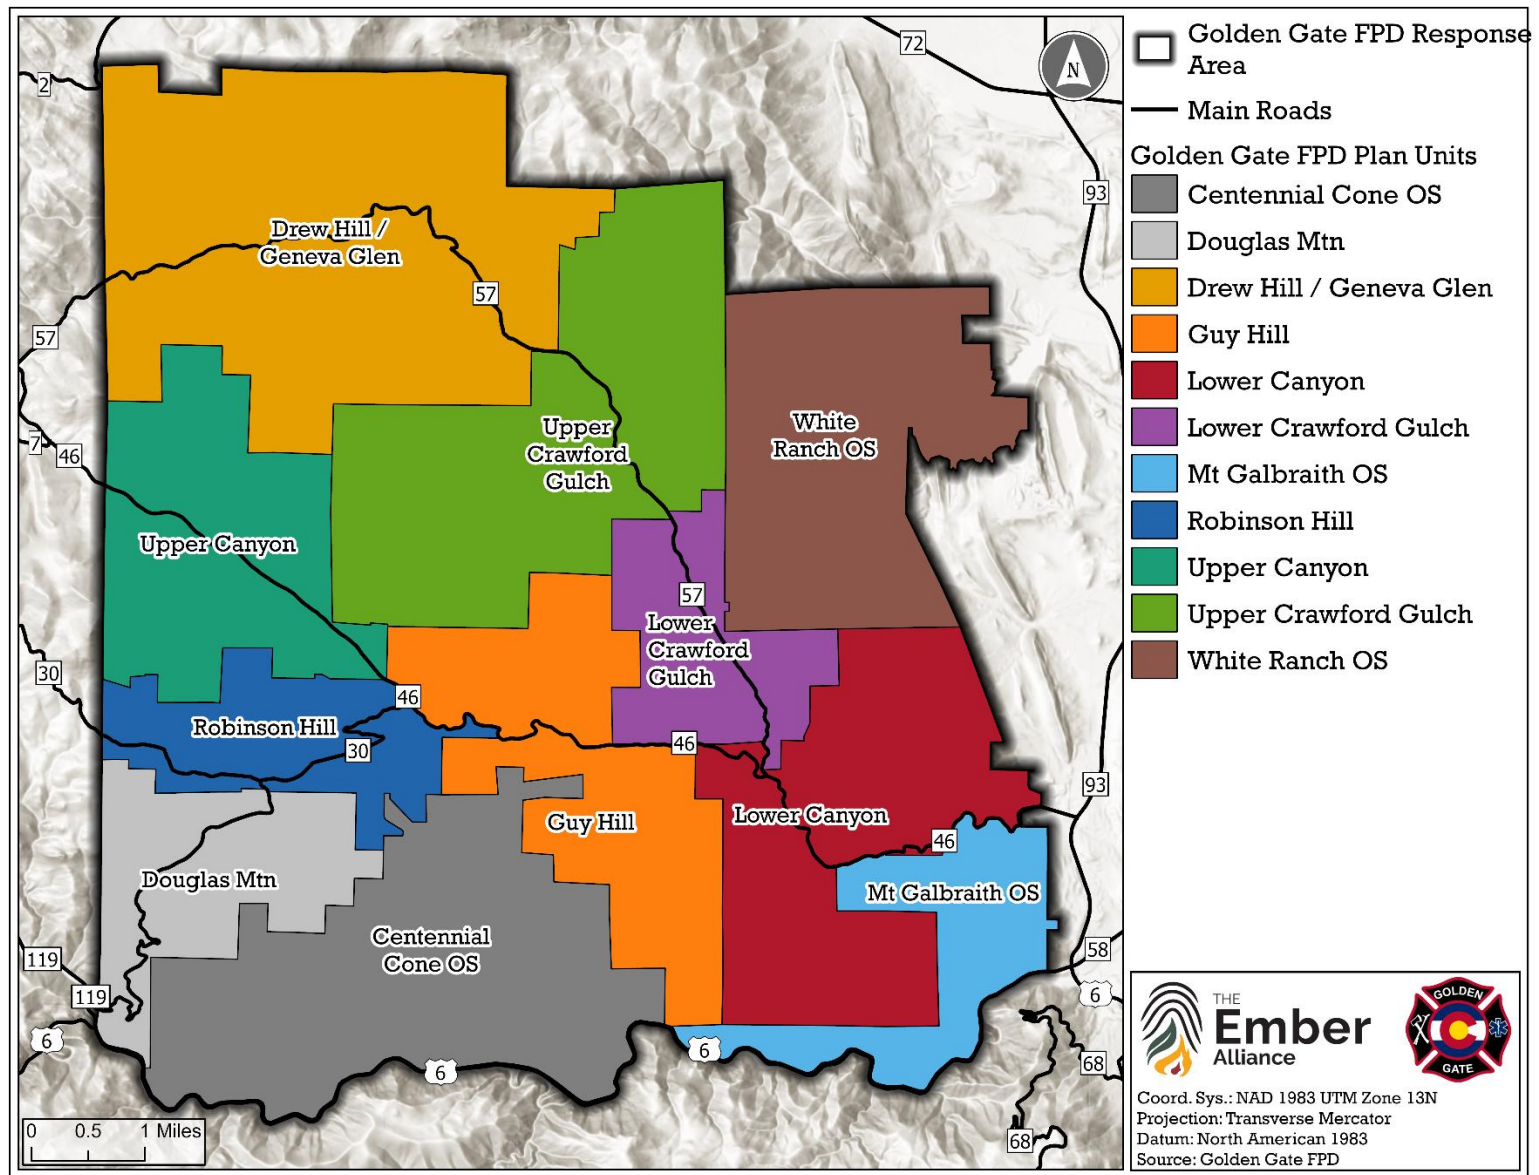 72
N
2
93
Drew Hill /
Geneva Glen
57
57
7
46
Upper
Crawford
Gulch
White
Ranch OS
Upper Canyon
57
Lower
Crawford
Gulch
30
46
Robinson Hill
30
46
93
Guy Hill
Lower Canyon
46
Douglas Mtn
Mt Galbraith OS
Centennial
Cone OS
119
58
119
6
6
6
6
68
68
0 0.5 1 Miles
Golden Gate FPD Response
Area
Main Roads
Golden Gate FPD Plan Units
Centennial Cone OS
Douglas Mtn
Drew Hill / Geneva Glen
Guy Hill
Lower Canyon
Lower Crawford Gulch
Mt Galbraith OS
Robinson Hill
Upper Canyon
Upper Crawford Gulch
White Ranch OS
THE
Ember
Alliance
GOLDEN
GATE
Coord. Sys.: NAD 1983 UTM Zone 13N
Projection: Transverse Mercator
Datum: North American 1983
Source: Golden Gate FPD